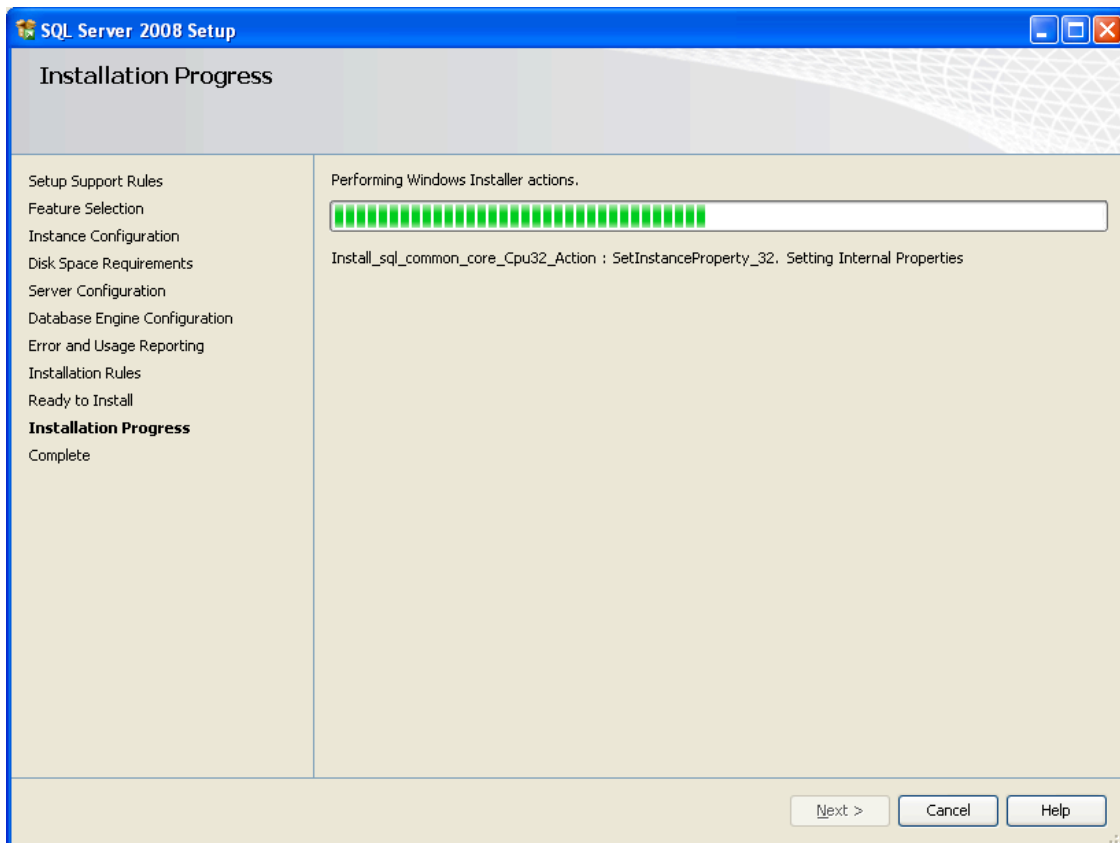 SQL Server 2008 Setup
Installation Progress
Setup Support Rules
Feature Selection
Instance Configuration
Disk Space Requirements
Server Configuration
Database Engine Configuration
Error and Usage Reporting
Installation Rules
Ready to Install
Installation Progress
Complete
Performing Windows Installer actions.
Install_sql_common_core_Cpu32_Action : SetInstanceProperty_32. Setting Internal Properties
Next >
Cancel
Help